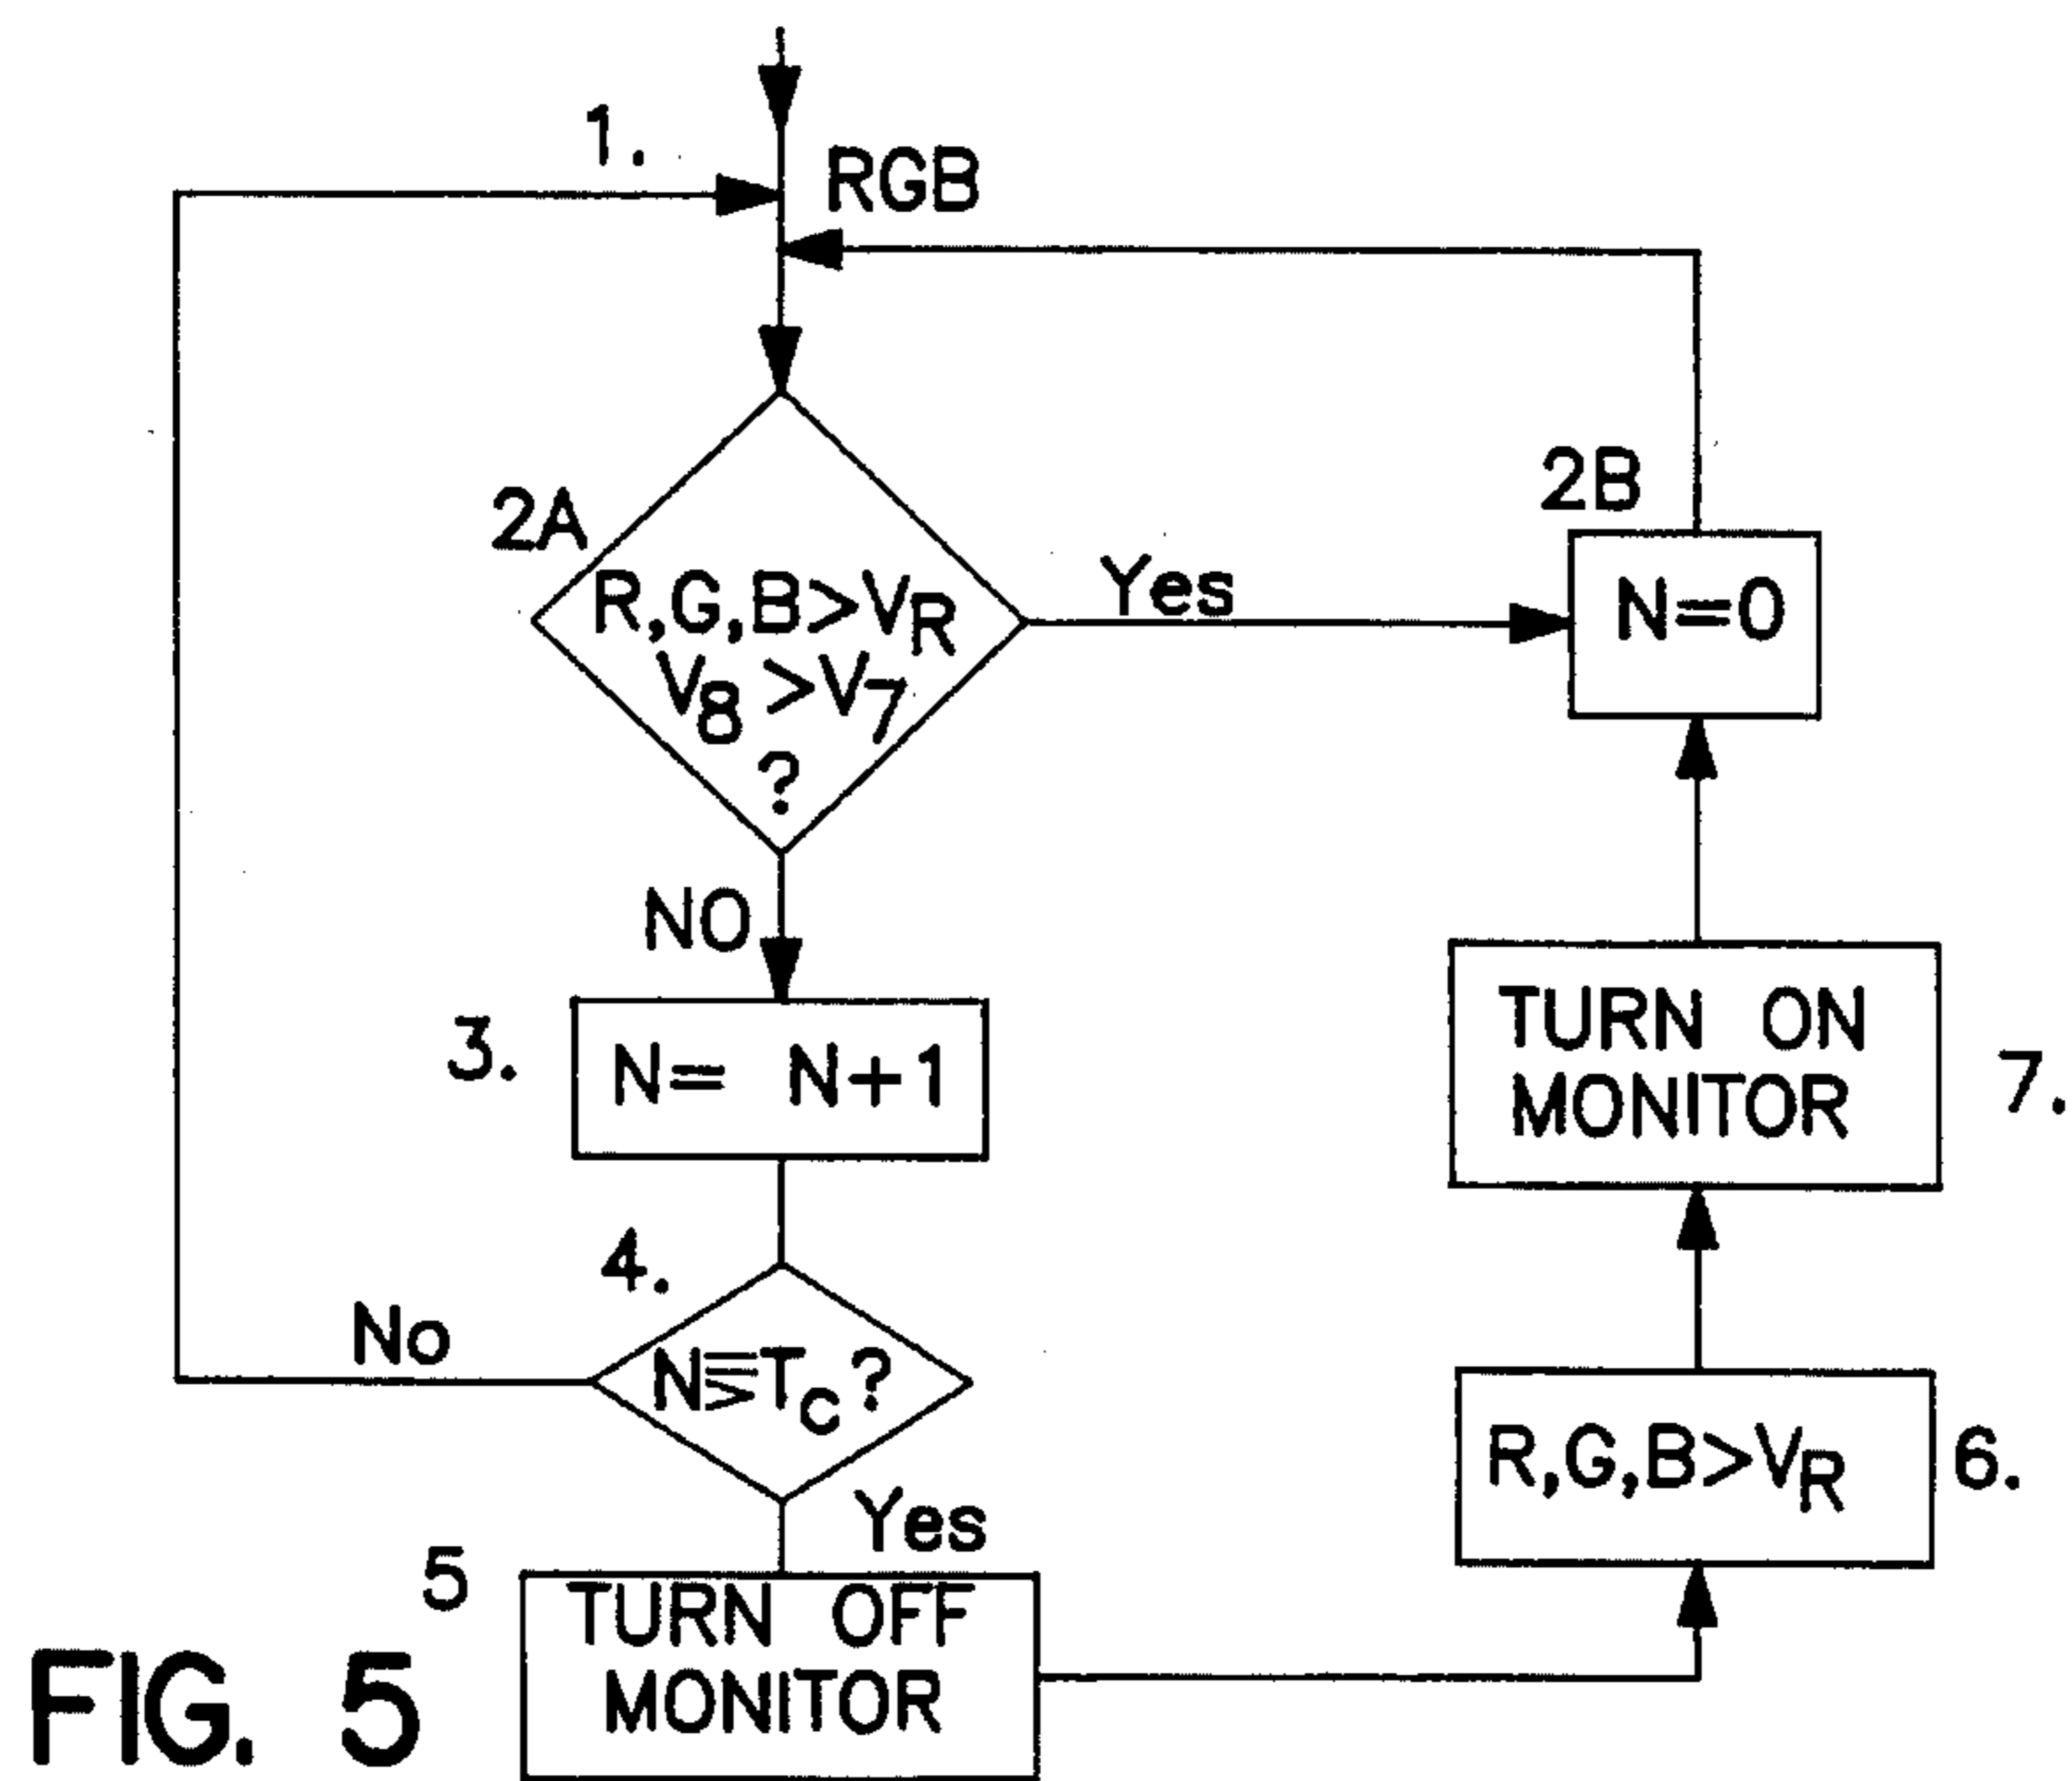 1.
RGB
2A
R,G,B>VR
V8 >V7
?
Yes
2B
N=0
NO
3.
N= N+1
4.
N≧Tc?
No
Yes
5
TURN OFF
MONITOR
R,G,B>VR
6.
TURN ON
MONITOR
7.
FIG. 5